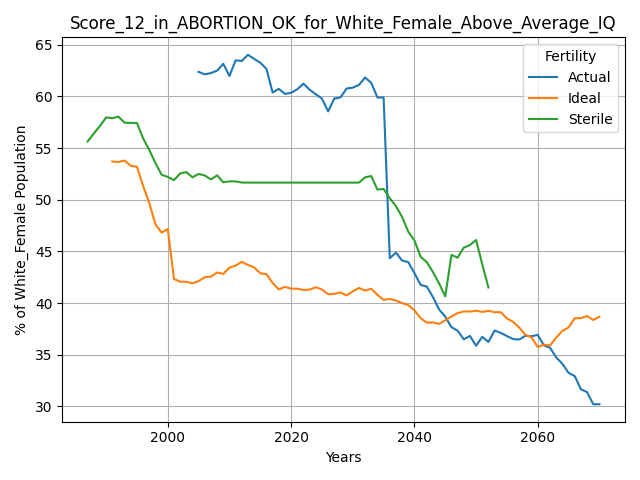 Score_12_in_ABORTION_OK_for_White_Female_Above_Average_IQ
65
60
55
50
45
40
35
30
% of White_Female Population
Fertility
Actual
Ideal
Sterile
2000
2020
2040
2060
Years